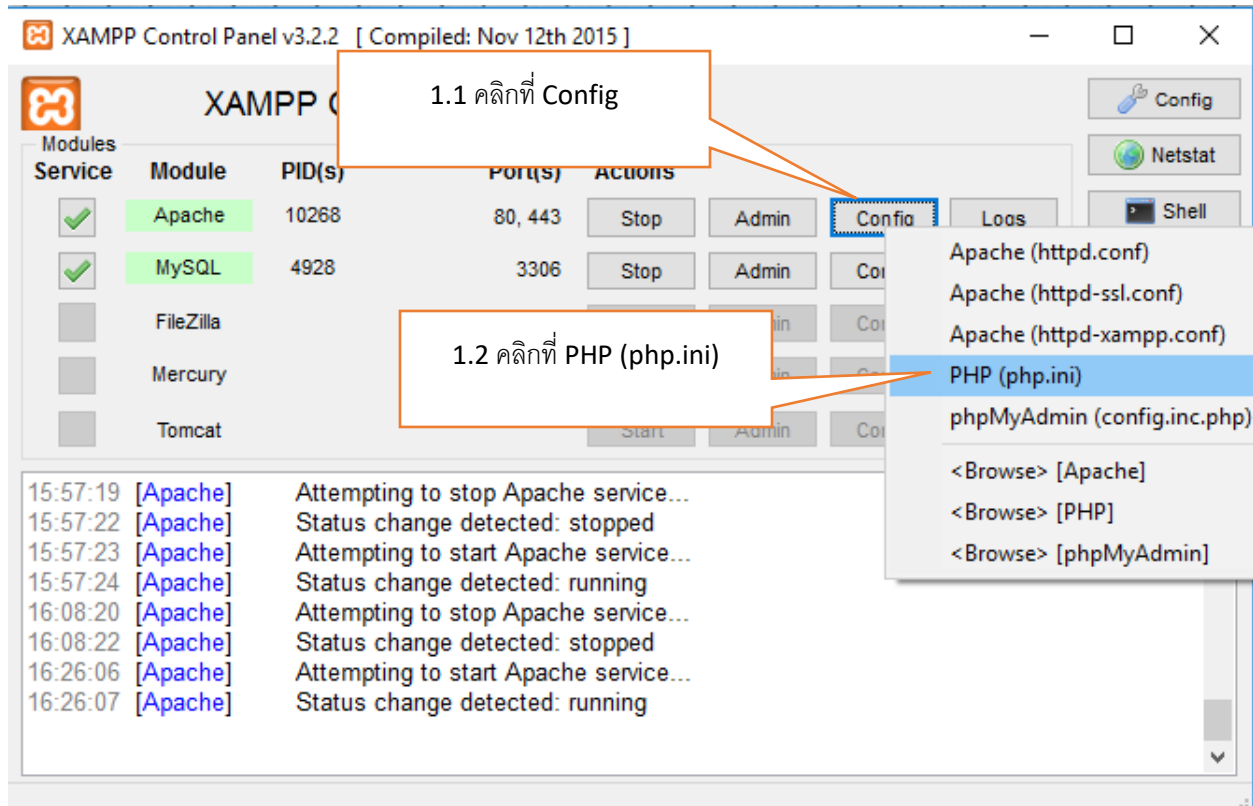 XAMPP Control Panel v3.2.2 [ Compiled: Nov 12th 2015 ]
1.1 คลิกที่ Config
XAMPP
Config
Modules
Netstat
Service Module PID(s) Port(s) Actions
Apache 10268 80, 443 Stop Admin Config Logs
Shell
Apache (httpd.conf)
MySQL 4928 3306 Stop Admin
Apache (httpd-ssl.conf)
FileZilla
Apache (httpd-xampp.conf)
1.2 คลิกที่ PHP (php.ini)
Mercury
PHP (php.ini)
phpMyAdmin (config.inc.php)
Tomcat Start Admin
<Browse> [Apache]
<Browse> [PHP]
<Browse> [phpMyAdmin]
15:57:19 [Apache] Attempting to stop Apache service...
15:57:22 [Apache] Status change detected: stopped
15:57:23 [Apache] Attempting to start Apache service...
15:57:24 [Apache] Status change detected: running
16:08:20 [Apache] Attempting to stop Apache service...
16:08:22 [Apache] Status change detected: stopped
16:26:06 [Apache] Attempting to start Apache service...
16:26:07 [Apache] Status change detected: running